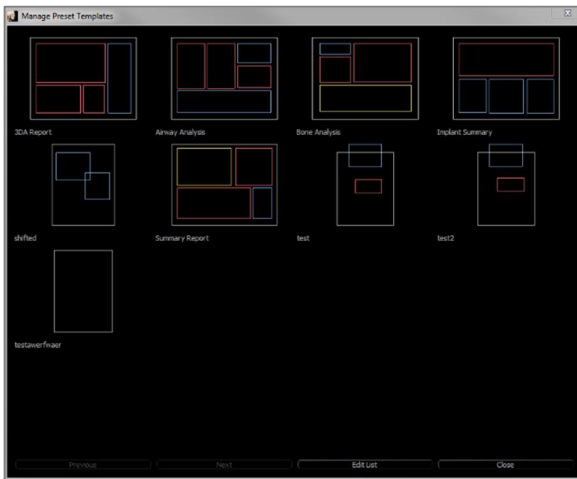 Manage Preset Templates
3DA Report
Airway Analysis
Bone Analysis
Implant Summary
shifted
Summary Report
test
test2
testawerfwaer
Previous
Next
Edit List
Close